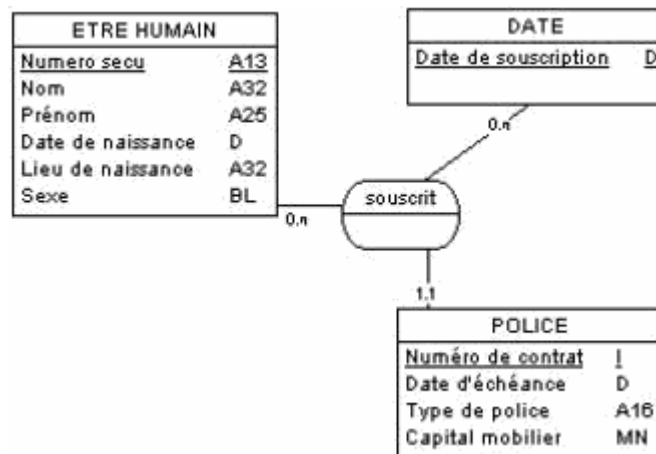 ETRE HUMAIN
Numero secu A13
Nom A32
Prénom A25
Date de naissance D
Lieu de naissance A32
Sexe BL
DATE
Date de souscription D
0.n
souscrit
0.n
1.1
POLICE
Numéro de contrat I
Date d'échéance D
Type de police A16
Capital mobilier MN